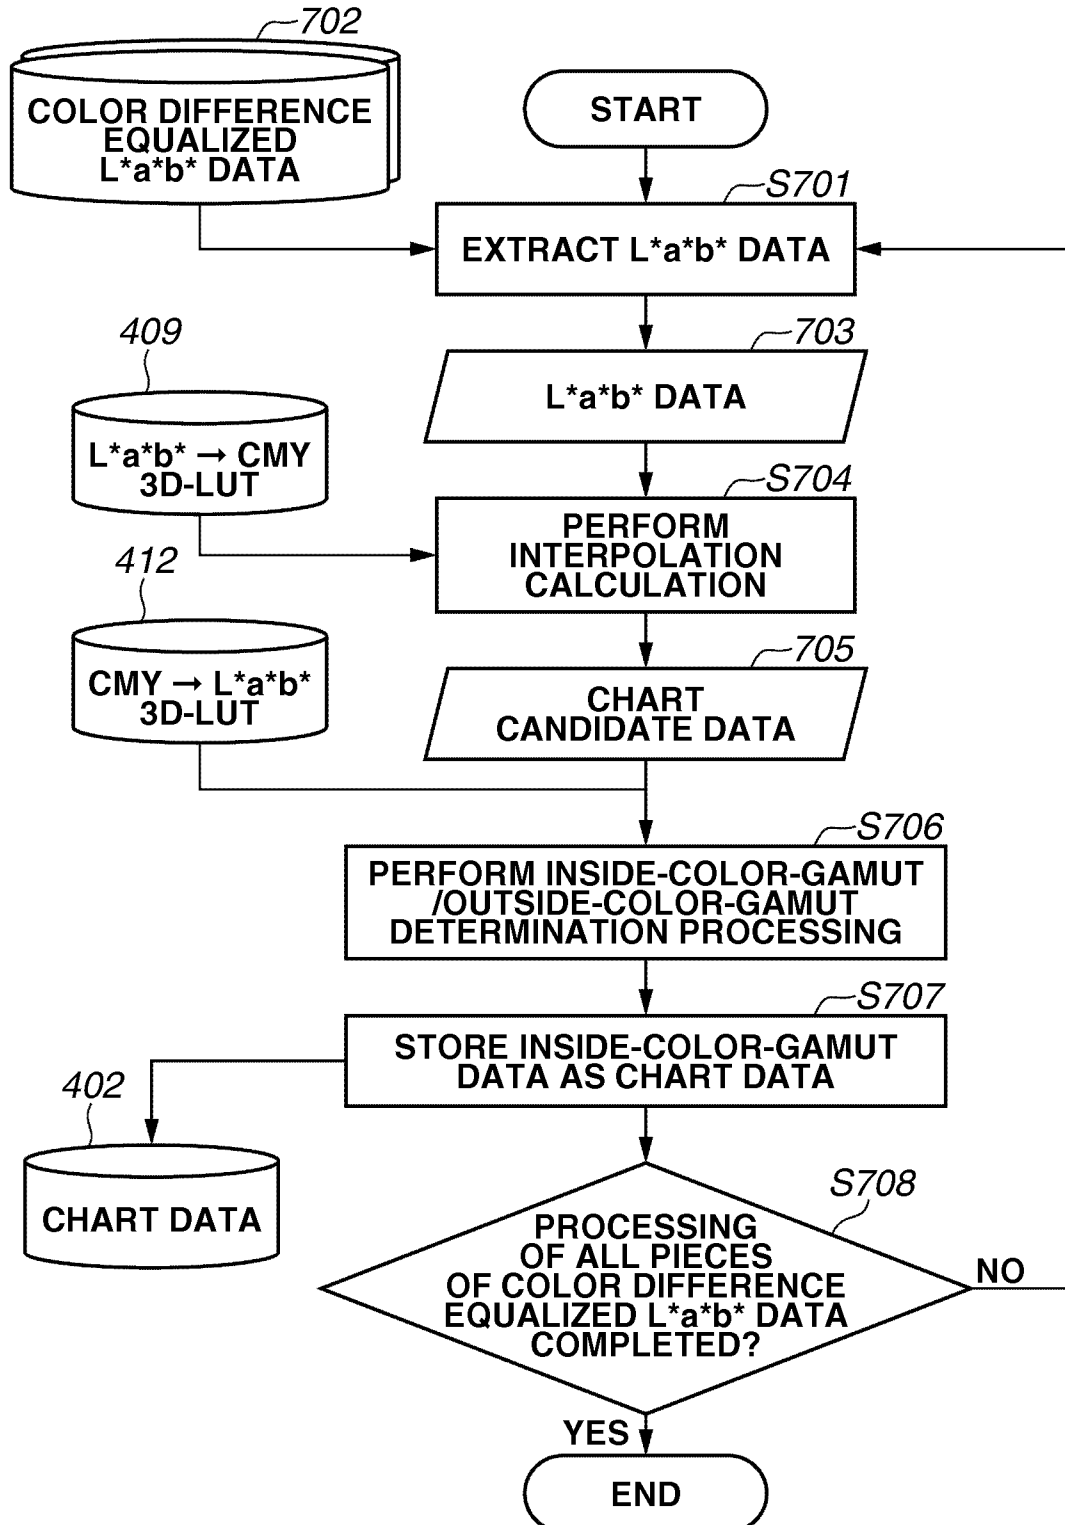 702
COLOR DIFFERENCE
EQUALIZED
L*a*b* DATA
START
S701
EXTRACT L*a*b* DATA
703
L*a*b* DATA
409
L*a*b* → CMY
3D-LUT
S704
PERFORM
INTERPOLATION
CALCULATION
412
CMY → L*a*b*
3D-LUT
705
CHART
CANDIDATE DATA
S706
PERFORM INSIDE-COLOR-GAMUT
/OUTSIDE-COLOR-GAMUT
DETERMINATION PROCESSING
S707
STORE INSIDE-COLOR-GAMUT
DATA AS CHART DATA
402
CHART DATA
S708
PROCESSING
OF ALL PIECES
OF COLOR DIFFERENCE
EQUALIZED L*a*b* DATA
COMPLETED?
NO
YES
END